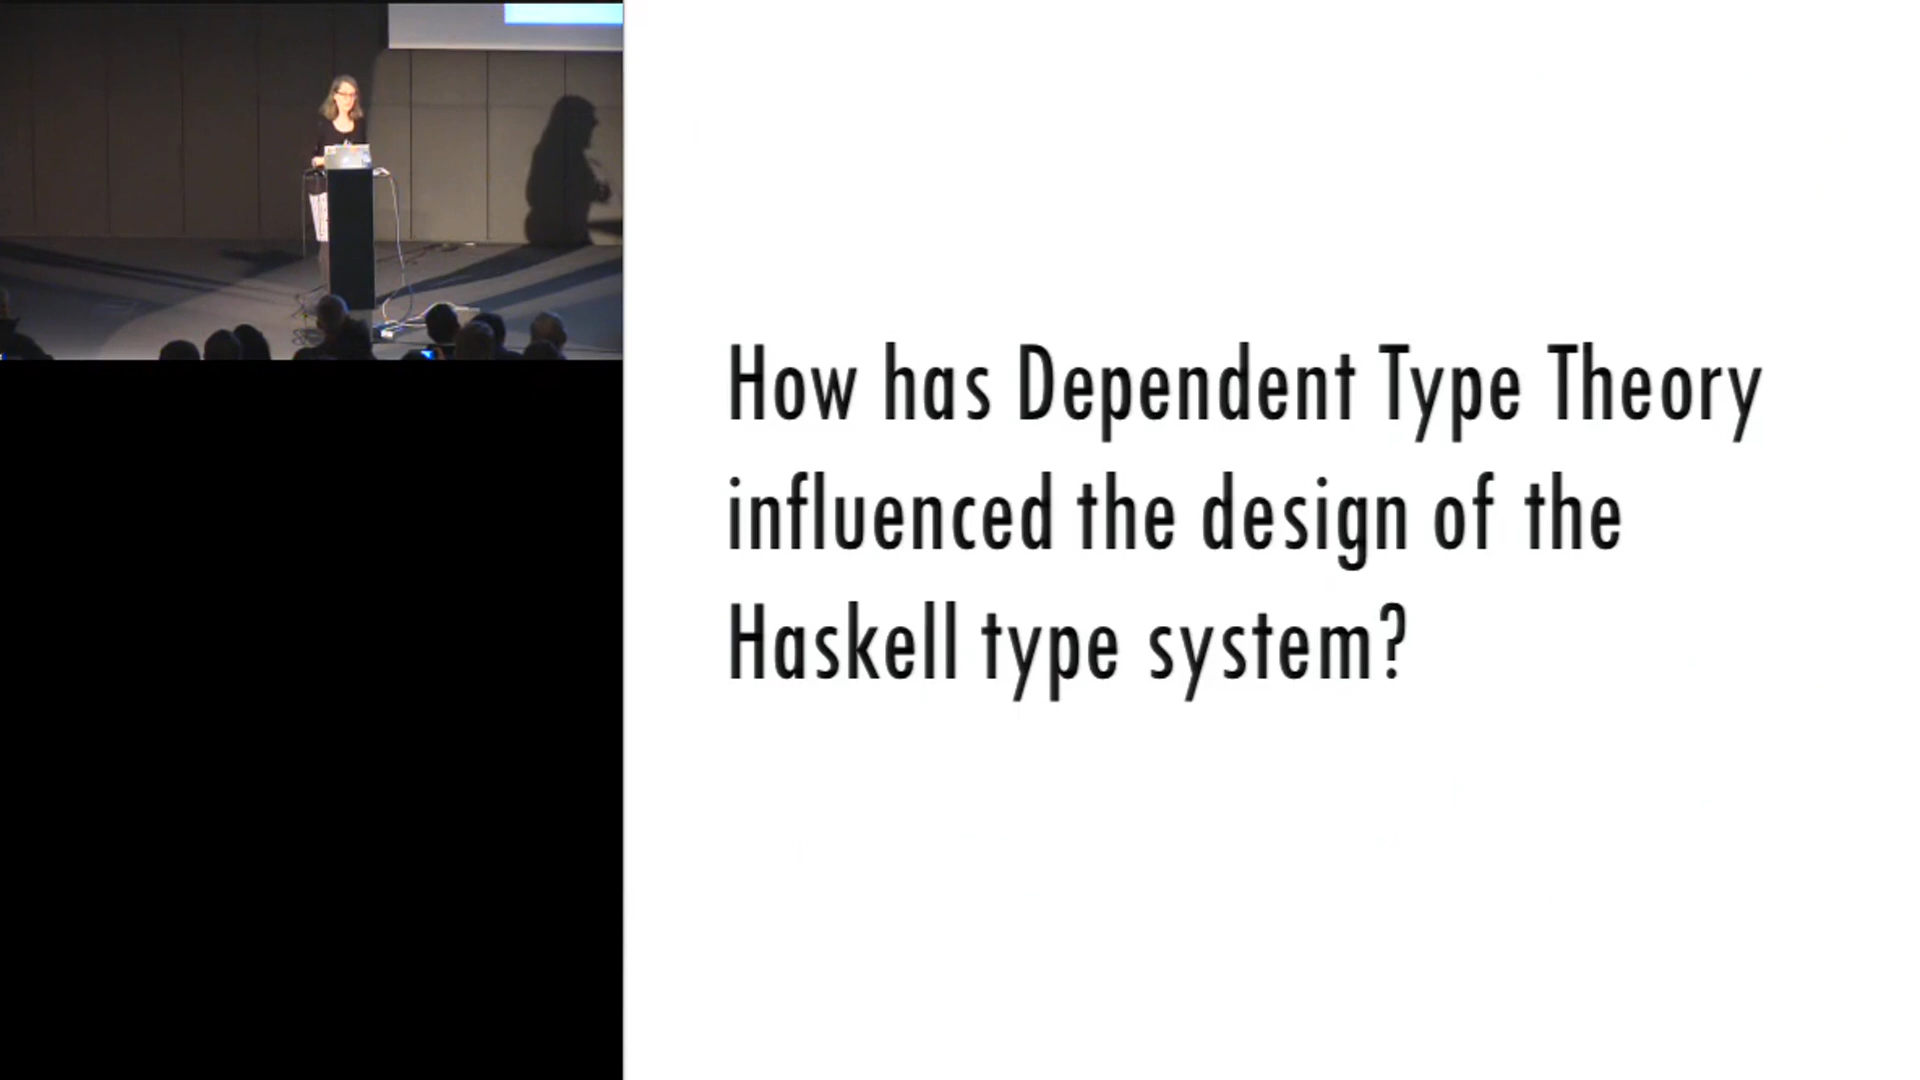 How has Dependent Type Theory
influenced the design of the
Haskell type system?